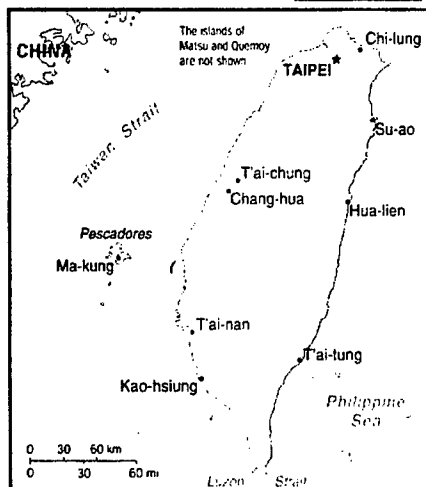 CHINA
The islands of
Matsu and Quemoy
are not shown
Chi-lung
TAIPEI
Taiwan Strait
Su-ao
T'ai-chung
Chang-hua
Hua-lien
Pescadores
Ma-kung
T'ai-nan
T'ai-tung
Kao-hsiung
Philippine
Sea
0 30 60 km
0 30 60 mi
Luzon Strait